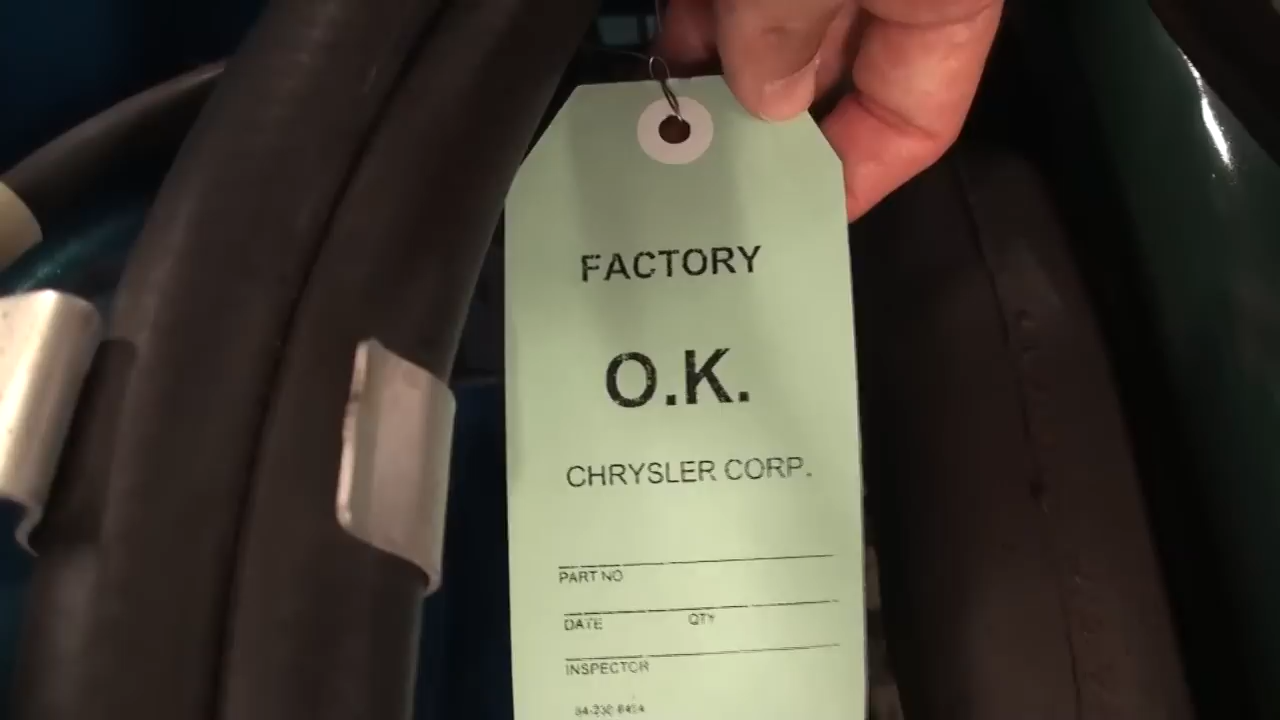 FACTORY
O.K.
CHRYSLER CORP.
PART NO
DATE QTY
INSPECTOR